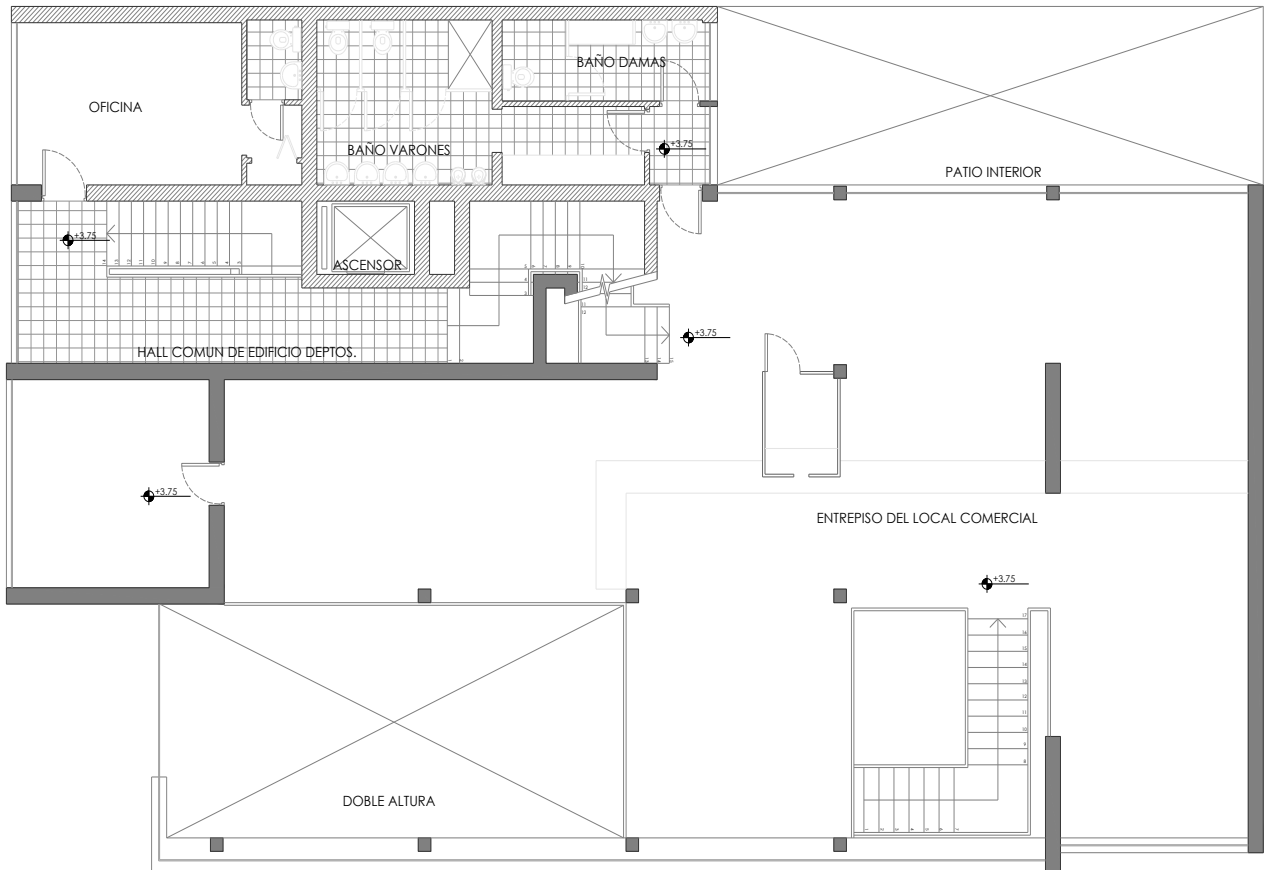 BAÑO DAMAS
OFICINA
BAÑO VARONES
+3.75
PATIO INTERIOR
+3.75
ASCENSOR
+3.75
HALL COMUN DE EDIFICIO DEPTOS.
+3.75
ENTREPISO DEL LOCAL COMERCIAL
+3.75
DOBLE ALTURA